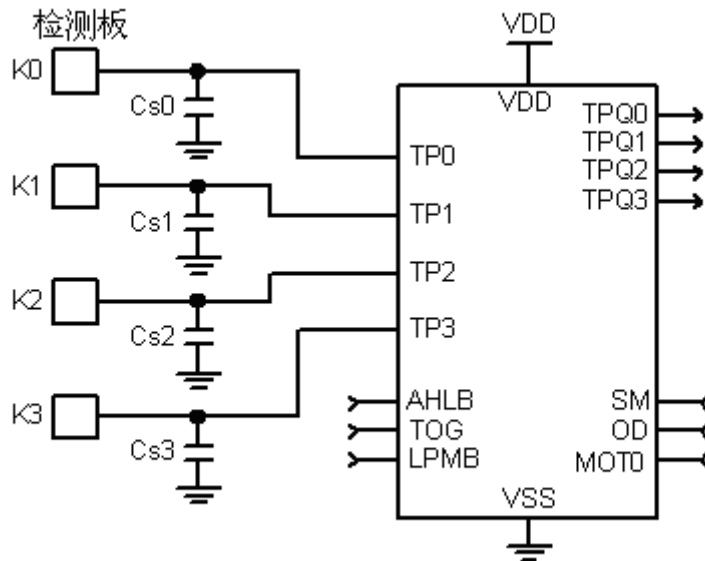 检测板
K0
Cs0
K1
Cs1
K2
Cs2
K3
Cs3
VDD
VDD
TP0
TP1
TP2
TP3
AHLB
TOG
LPMB
TPQ0
TPQ1
TPQ2
TPQ3
SM
OD
MOT0
VSS